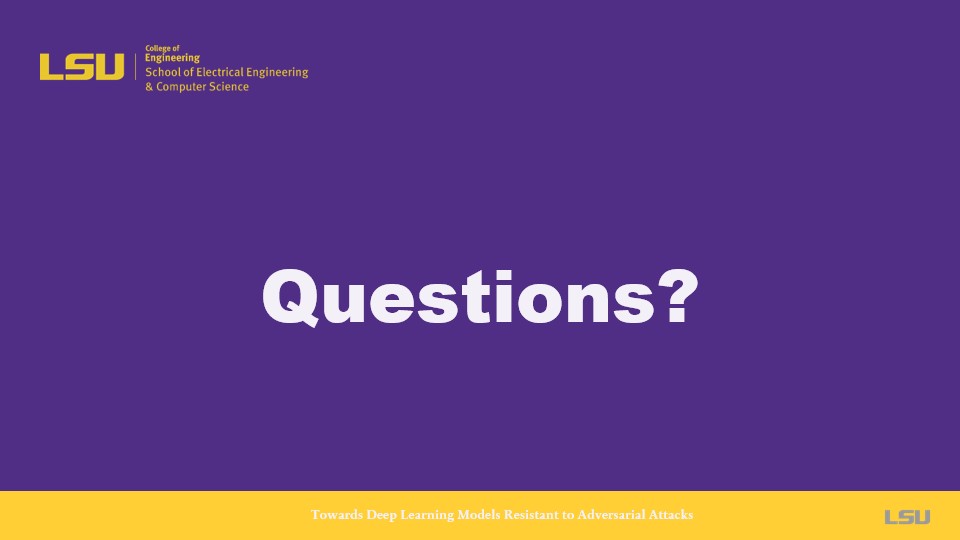 LSU
College of
Engineering
School of Electrical Engineering
& Computer Science
Questions?
Towards Deep Learning Models Resistant to Adversarial Attacks
LSU